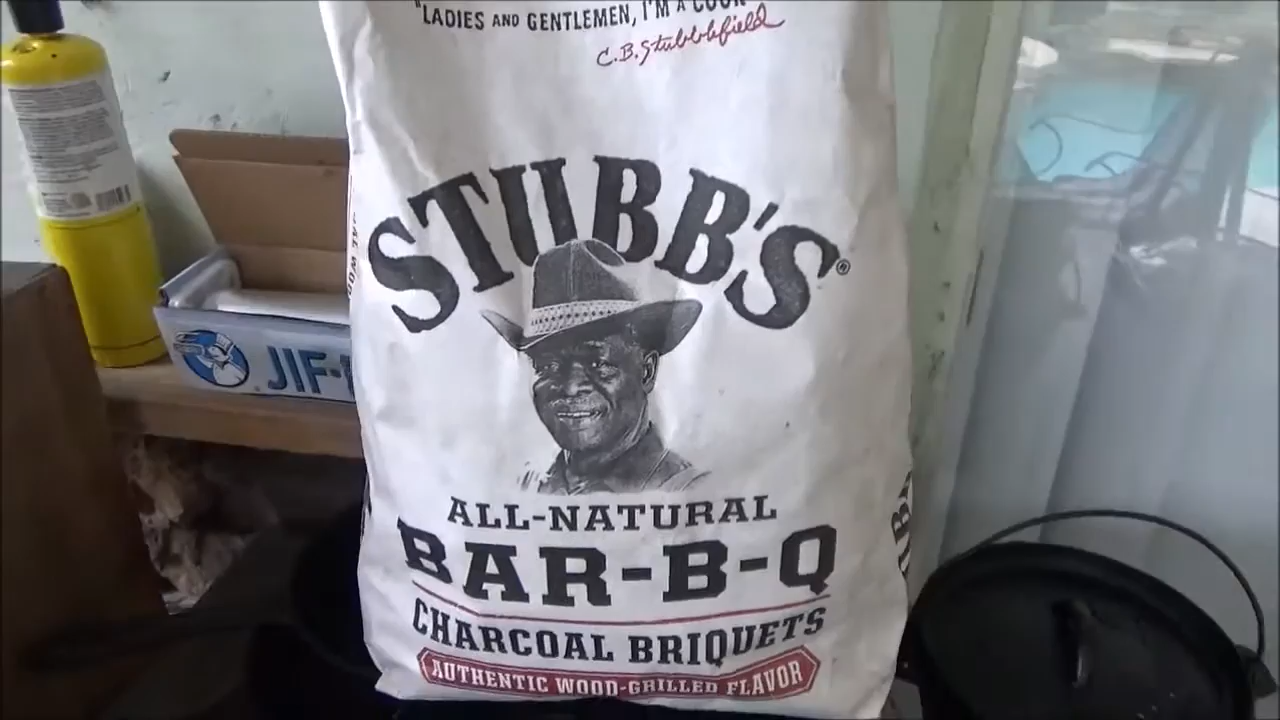 "LADIES AND GENTLEMEN, I'M A COOK
C.B. Stubblefield
STUBB'S®
JIF-
ALL-NATURAL
BAR-B-Q
CHARCOAL BRIQUETS
AUTHENTIC WOOD-GRILLED FLAVOR